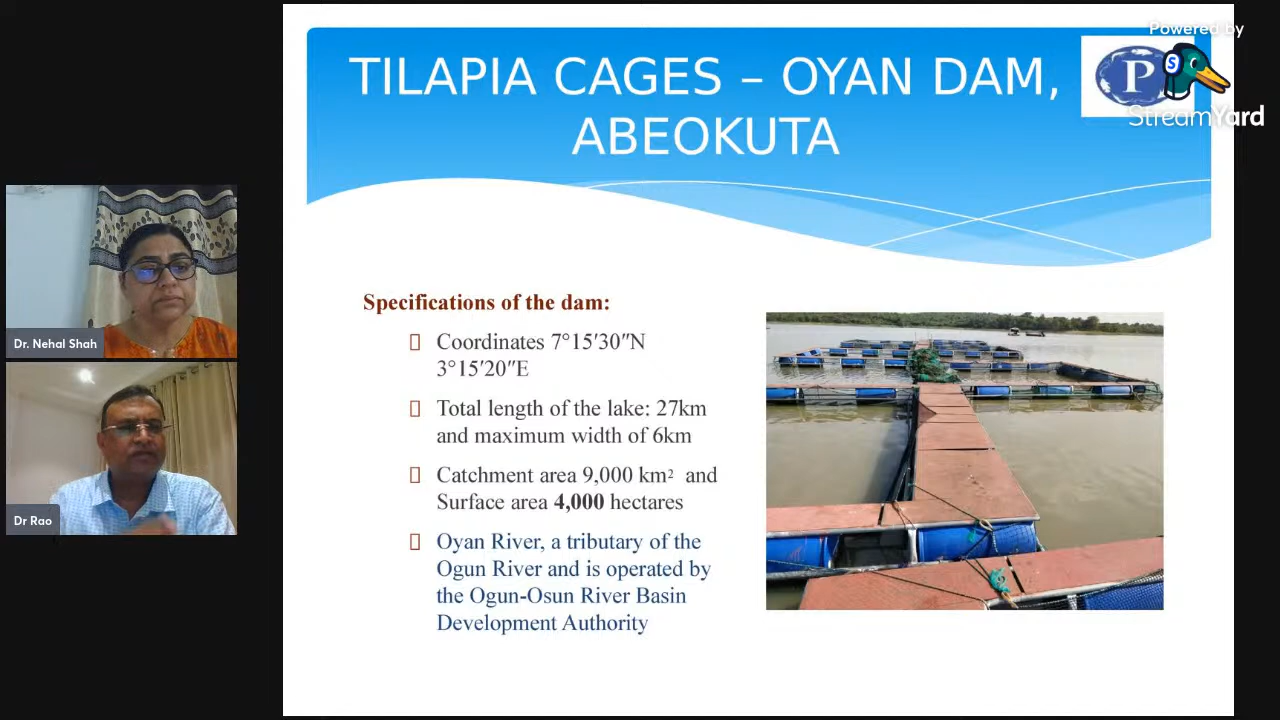 Powered by
StreamYard
TILAPIA CAGES – OYAN DAM,
ABEOKUTA
P
S
Specifications of the dam:
Coordinates 7°15′30″N
3°15′20″E
Total length of the lake: 27km
and maximum width of 6km
Catchment area 9,000 km² and
Surface area 4,000 hectares
Oyan River, a tributary of the
Ogun River and is operated by
the Ogun-Osun River Basin
Development Authority
Dr. Nehal Shah
Dr Rao